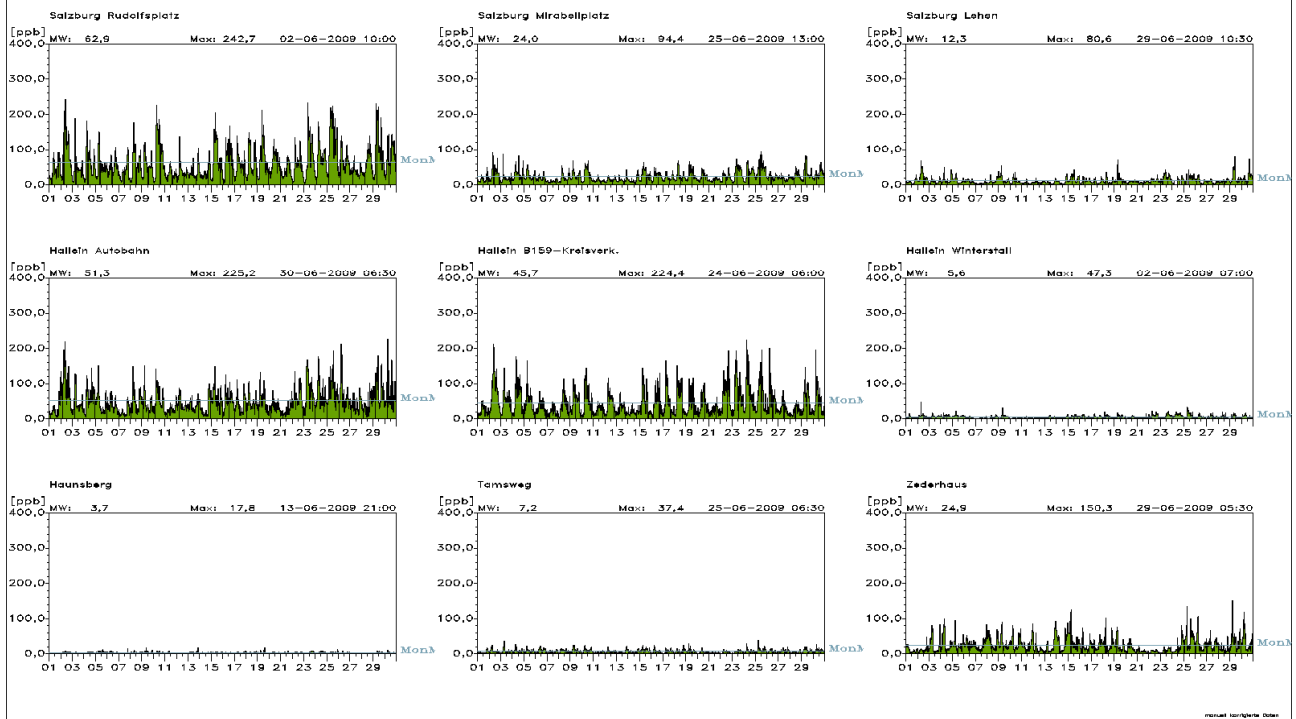 Salzburg Rudolfsplatz
[ppb] MW: 62,9 Max: 242,7 02-06-2009 10:00
400,0
300,0
200,0
100,0
0,0
MonM
01 03 05 07 09 11 13 15 17 19 21 23 25 27 29
Salzburg Mirabellplatz
[ppb] MW: 24,0 Max: 94,4 25-06-2009 13:00
400,0
300,0
200,0
100,0
0,0
MonM
01 03 05 07 09 11 13 15 17 19 21 23 25 27 29
Salzburg Lehen
[ppb] MW: 12,3 Max: 80,6 29-06-2009 10:30
400,0
300,0
200,0
100,0
0,0
MonM
01 03 05 07 09 11 13 15 17 19 21 23 25 27 29
Hallein Autobahn
[ppb] MW: 51,3 Max: 225,2 30-06-2009 06:30
400,0
300,0
200,0
100,0
0,0
MonM
01 03 05 07 09 11 13 15 17 19 21 23 25 27 29
Hallein B159-Kreisverk.
[ppb] MW: 45,7 Max: 224,4 24-06-2009 06:00
400,0
300,0
200,0
100,0
0,0
MonM
01 03 05 07 09 11 13 15 17 19 21 23 25 27 29
Hallein Winterstall
[ppb] MW: 5,6 Max: 47,3 02-06-2009 07:00
400,0
300,0
200,0
100,0
0,0
MonM
01 03 05 07 09 11 13 15 17 19 21 23 25 27 29
Haunsberg
[ppb] MW: 3,7 Max: 17,8 13-06-2009 21:00
400,0
300,0
200,0
100,0
0,0
MonM
01 03 05 07 09 11 13 15 17 19 21 23 25 27 29
Tamsweg
[ppb] MW: 7,2 Max: 37,4 25-06-2009 06:30
400,0
300,0
200,0
100,0
0,0
MonM
01 03 05 07 09 11 13 15 17 19 21 23 25 27 29
Zederhaus
[ppb] MW: 24,9 Max: 150,3 29-06-2009 05:30
400,0
300,0
200,0
100,0
0,0
MonM
01 03 05 07 09 11 13 15 17 19 21 23 25 27 29
manuell korrigierte Daten